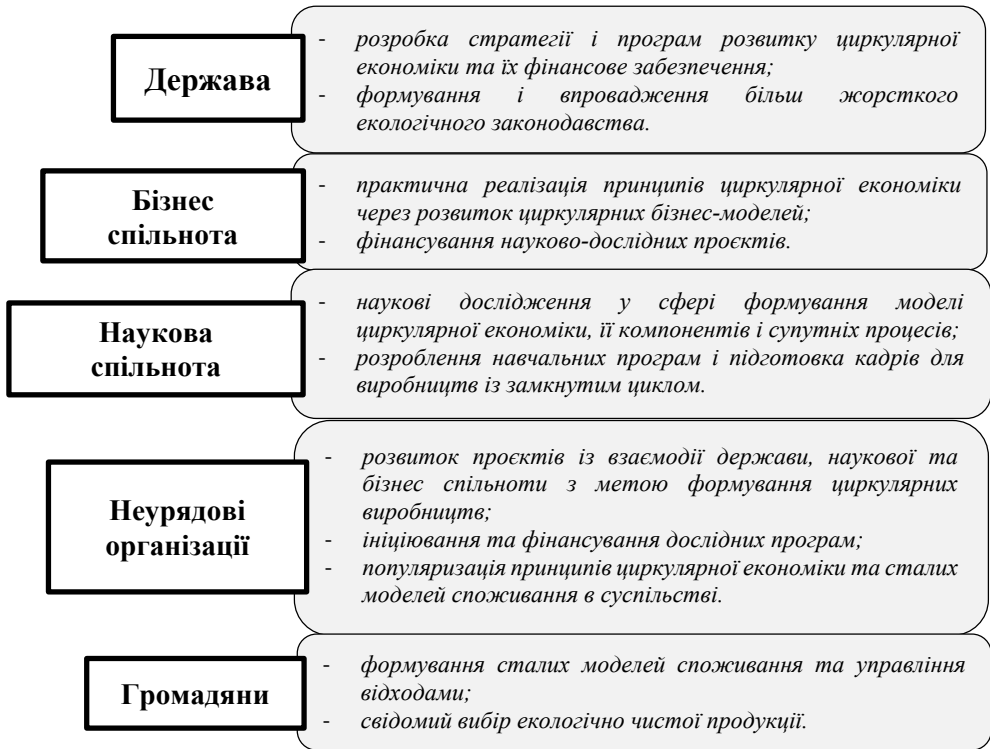 Держава
- розробка стратегії і програм розвитку циркулярної
економіки та їх фінансове забезпечення;
- формування і впровадження більш жорсткого
екологічного законодавства.
Бізнес
спільнота
- практична реалізація принципів циркулярної економіки
через розвиток циркулярних бізнес-моделей;
- фінансування науково-дослідних проєктів.
Наукова
спільнота
- наукові дослідження у сфері формування моделі
циркулярної економіки, її компонентів і супутніх процесів;
- розроблення навчальних програм і підготовка кадрів для
виробництв із замкнутим циклом.
Неурядові
організації
- розвиток проєктів із взаємодії держави, наукової та
бізнес спільноти з метою формування циркулярних
виробництв;
- ініціювання та фінансування дослідних програм;
- популяризація принципів циркулярної економіки та сталих
моделей споживання в суспільстві.
Громадяни
- формування сталих моделей споживання та управління
відходами;
- свідомий вибір екологічно чистої продукції.